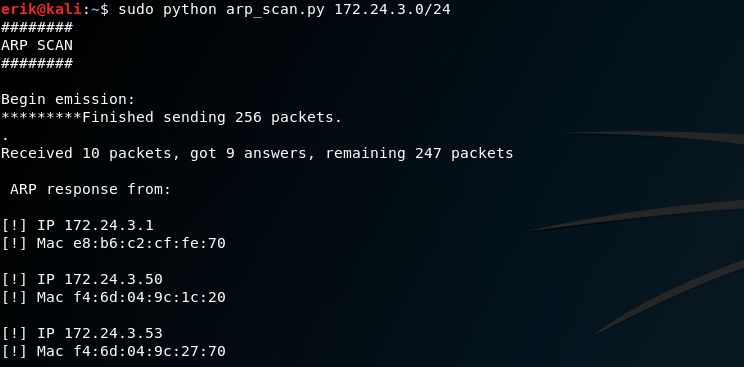 erik@kali:~$ sudo python arp_scan.py 172.24.3.0/24
########
ARP SCAN
########
Begin emission:
*********Finished sending 256 packets.
.
Received 10 packets, got 9 answers, remaining 247 packets
ARP response from:
[!] IP 172.24.3.1
[!] Mac e8:b6:c2:cf:fe:70
[!] IP 172.24.3.50
[!] Mac f4:6d:04:9c:1c:20
[!] IP 172.24.3.53
[!] Mac f4:6d:04:9c:27:70